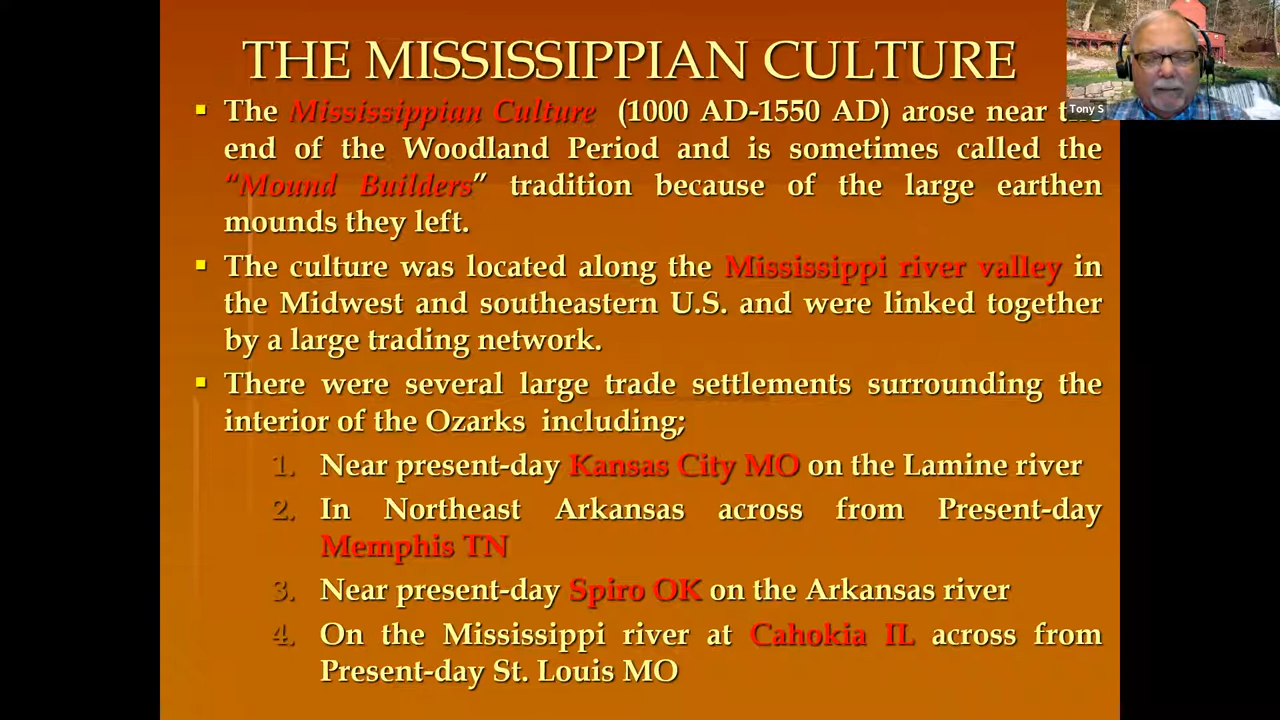 THE MISSISSIPPIAN CULTURE
▪ The Mississippian Culture (1000 AD-1550 AD) arose near the
end of the Woodland Period and is sometimes called the
“Mound Builders” tradition because of the large earthen
mounds they left.
▪ The culture was located along the Mississippi river valley in
the Midwest and southeastern U.S. and were linked together
by a large trading network.
▪ There were several large trade settlements surrounding the
interior of the Ozarks including;
1. Near present-day Kansas City MO on the Lamine river
2. In Northeast Arkansas across from Present-day
Memphis TN
3. Near present-day Spiro OK on the Arkansas river
4. On the Mississippi river at Cahokia IL across from
Present-day St. Louis MO
Tony S